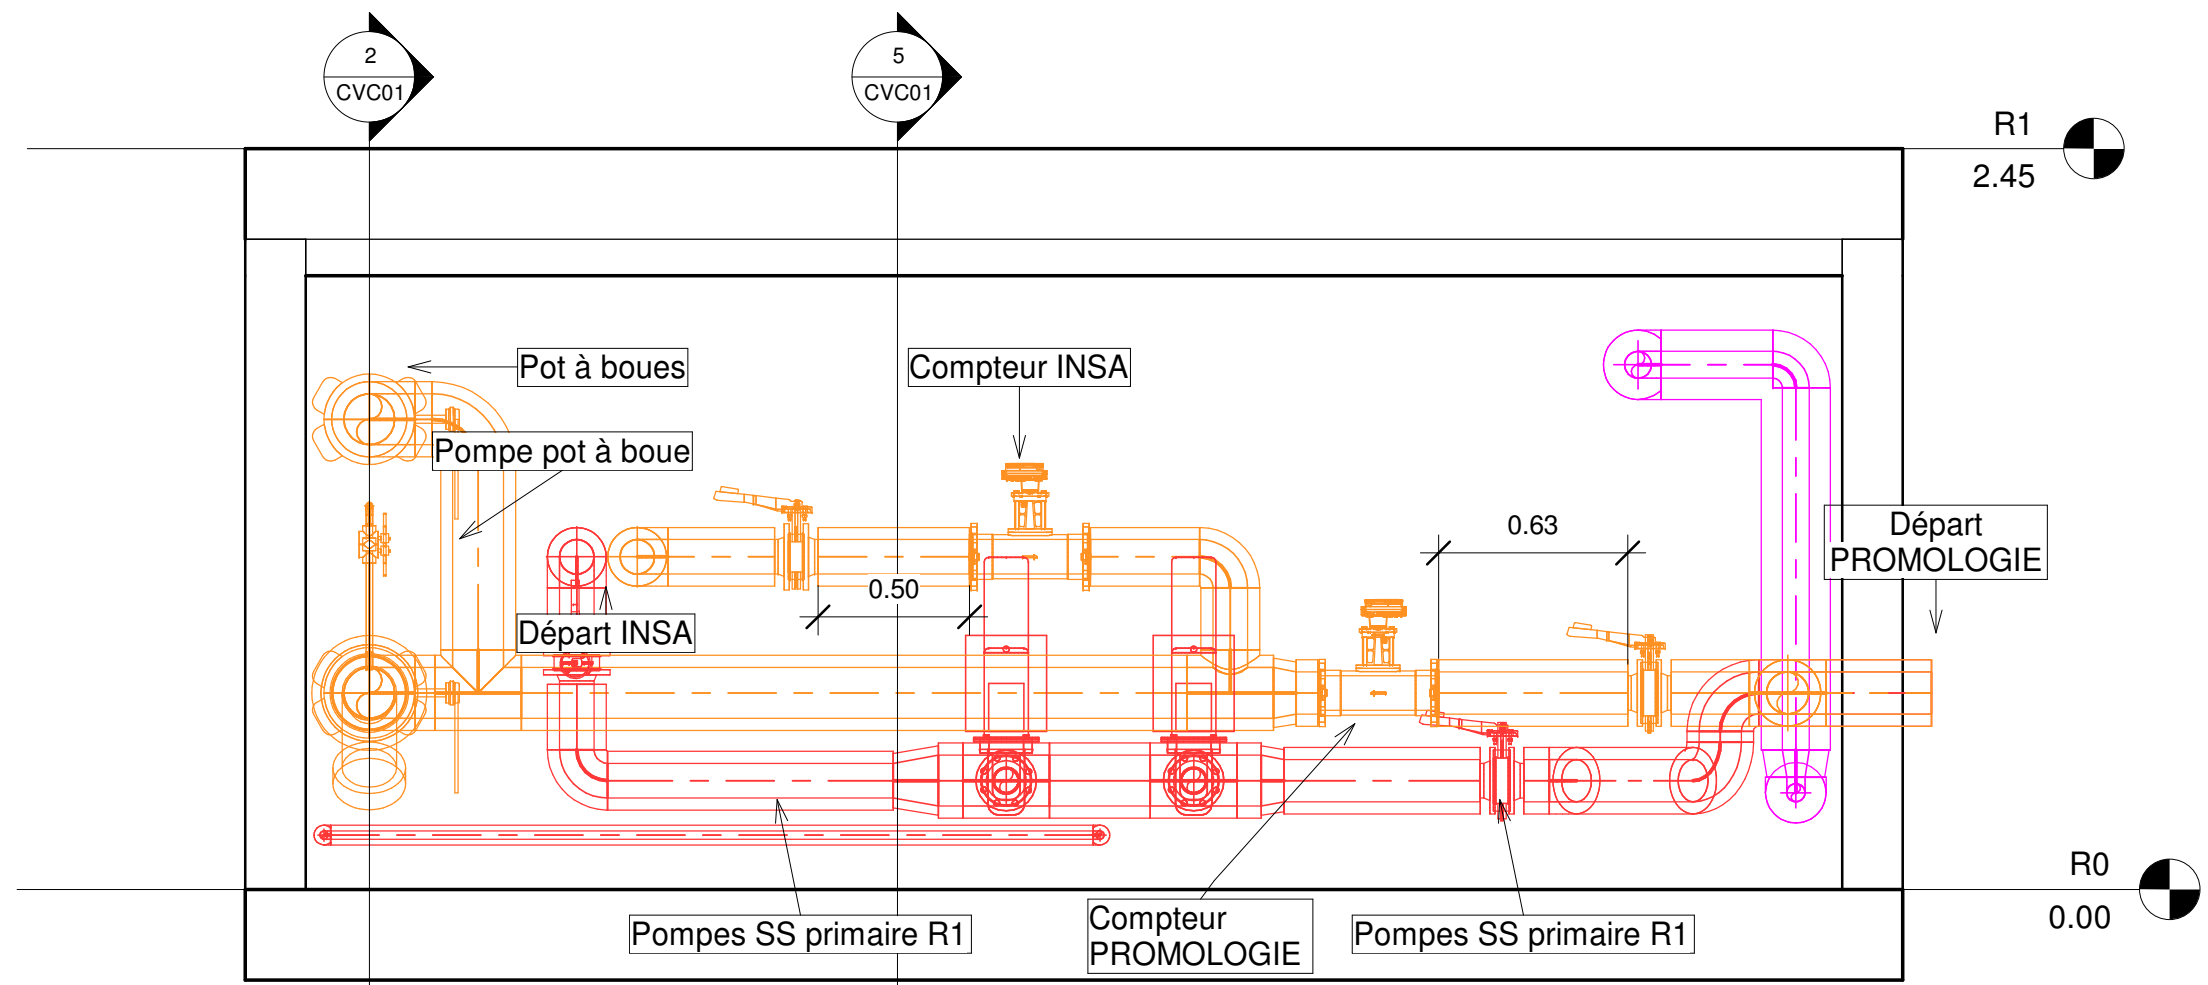 2
CVC01
5
CVC01
R1
2.45
Pot à boues
Compteur INSA
Pompe pot à boue
0.63
Départ
PROMOLOGIE
0.50
Départ INSA
R0
0.00
Pompes SS primaire R1
Compteur
PROMOLOGIE
Pompes SS primaire R1